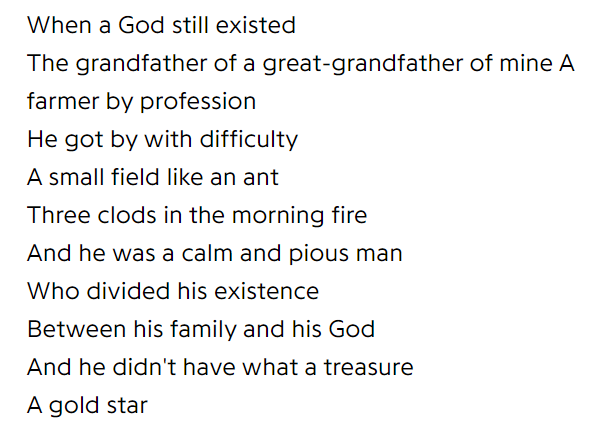 When a God still existed
The grandfather of a great-grandfather of mine A
farmer by profession
He got by with difficulty
A small field like an ant
Three clods in the morning fire
And he was a calm and pious man
Who divided his existence
Between his family and his God
And he didn't have what a treasure
A gold star